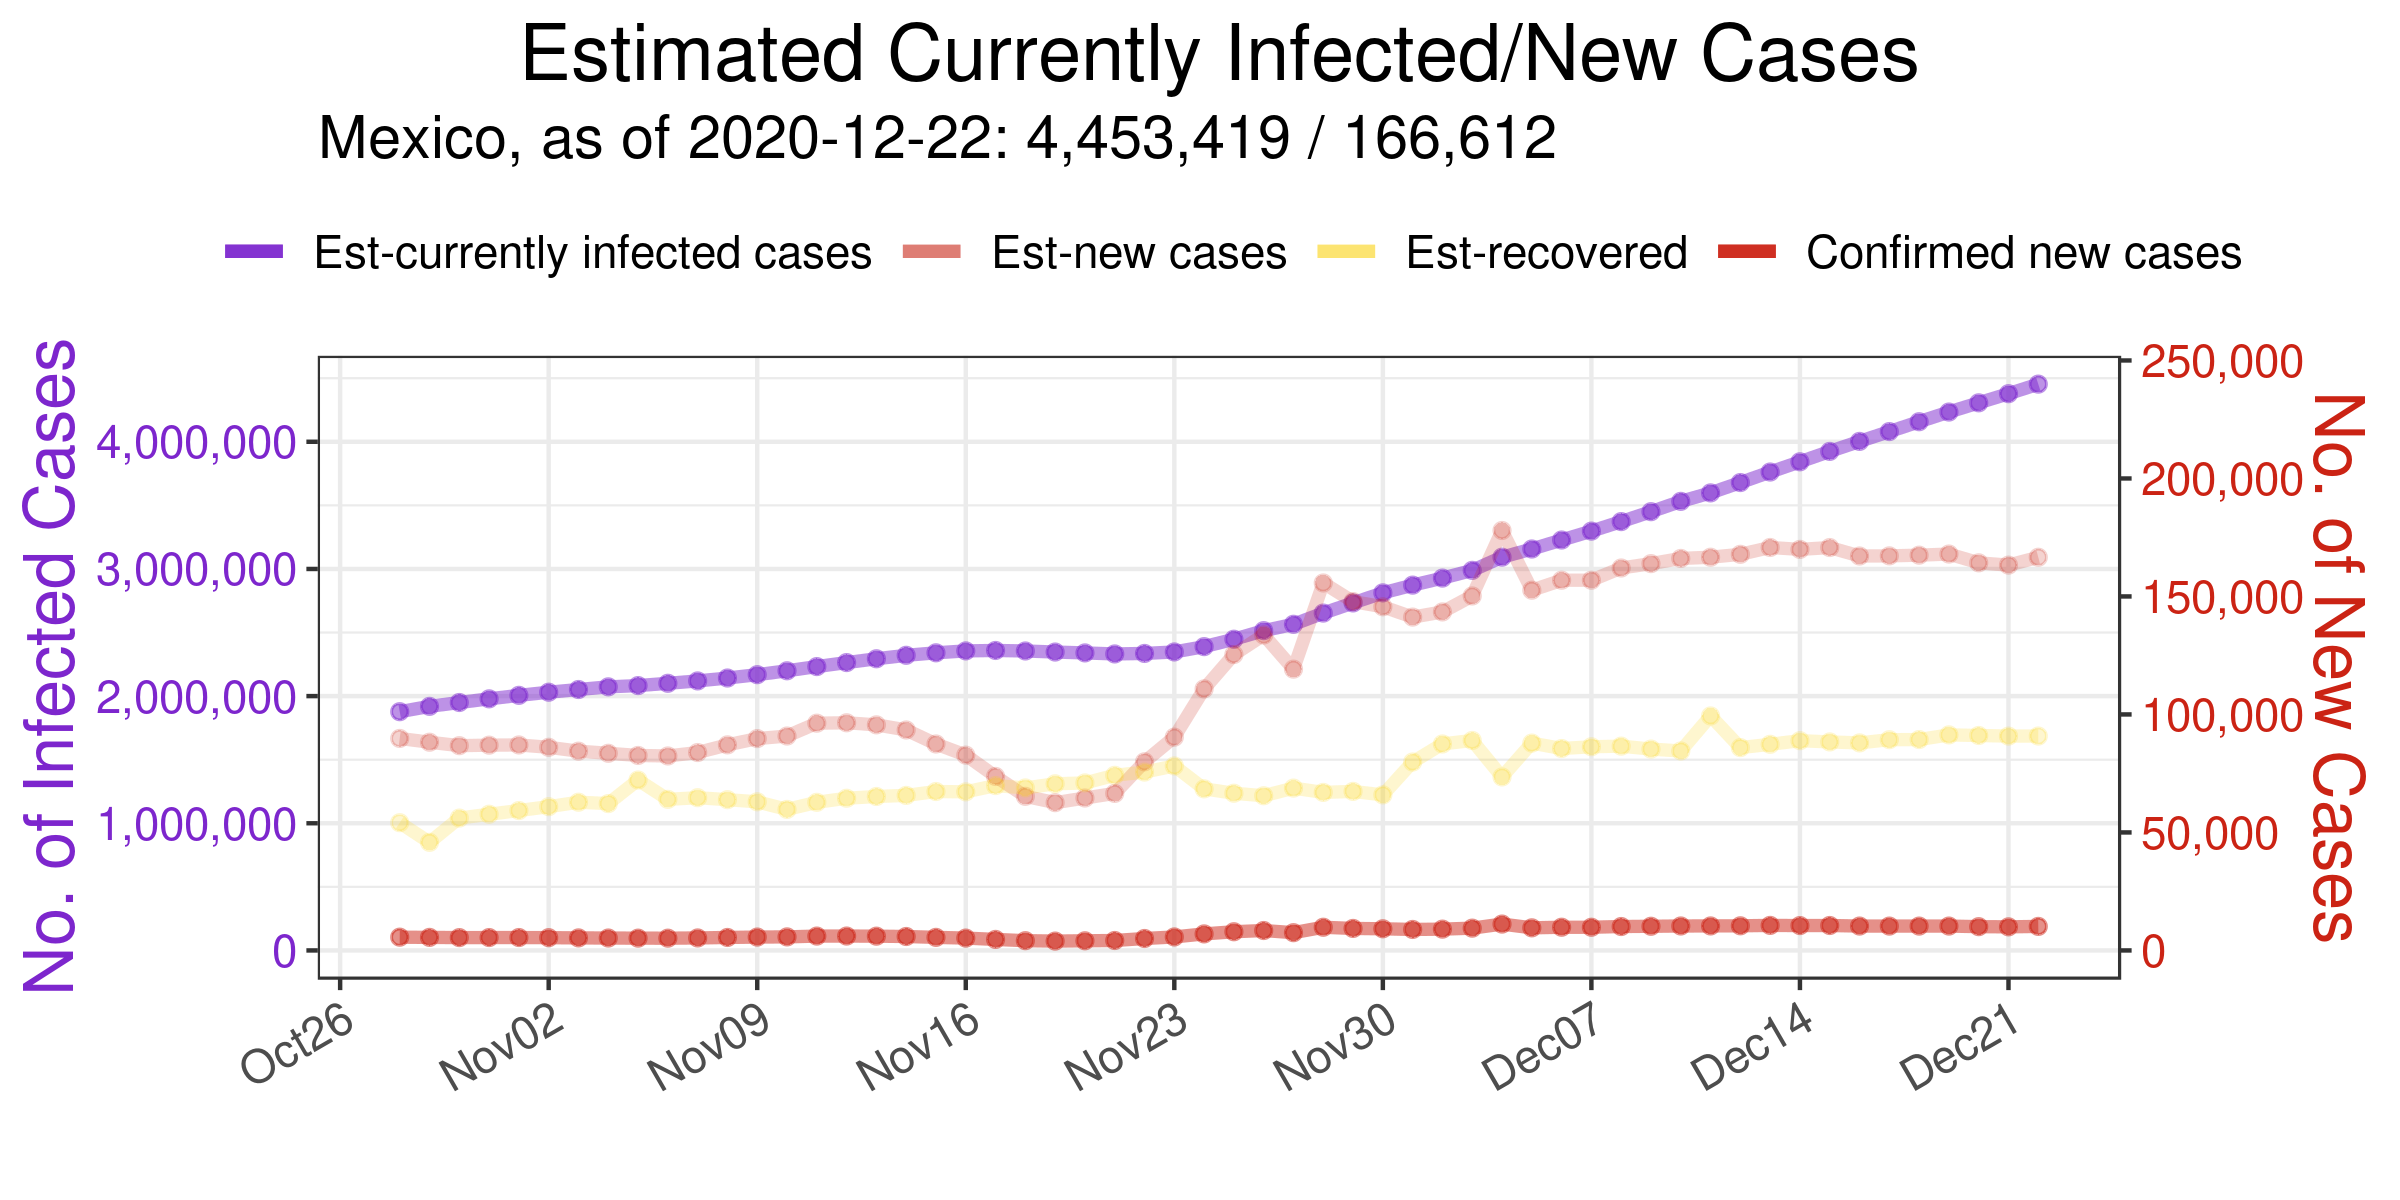 Estimated Currently Infected/New Cases
Mexico, as of 2020-12-22: 4,453,419 / 166,612
Est-currently infected cases Est-new cases Est-recovered Confirmed new cases
No. of Infected Cases
4,000,000
3,000,000
2,000,000
1,000,000
0
250,000
200,000
150,000
100,000
50,000
0
No. of New Cases
Oct26 Nov02 Nov09 Nov16 Nov23 Nov30 Dec07 Dec14 Dec21